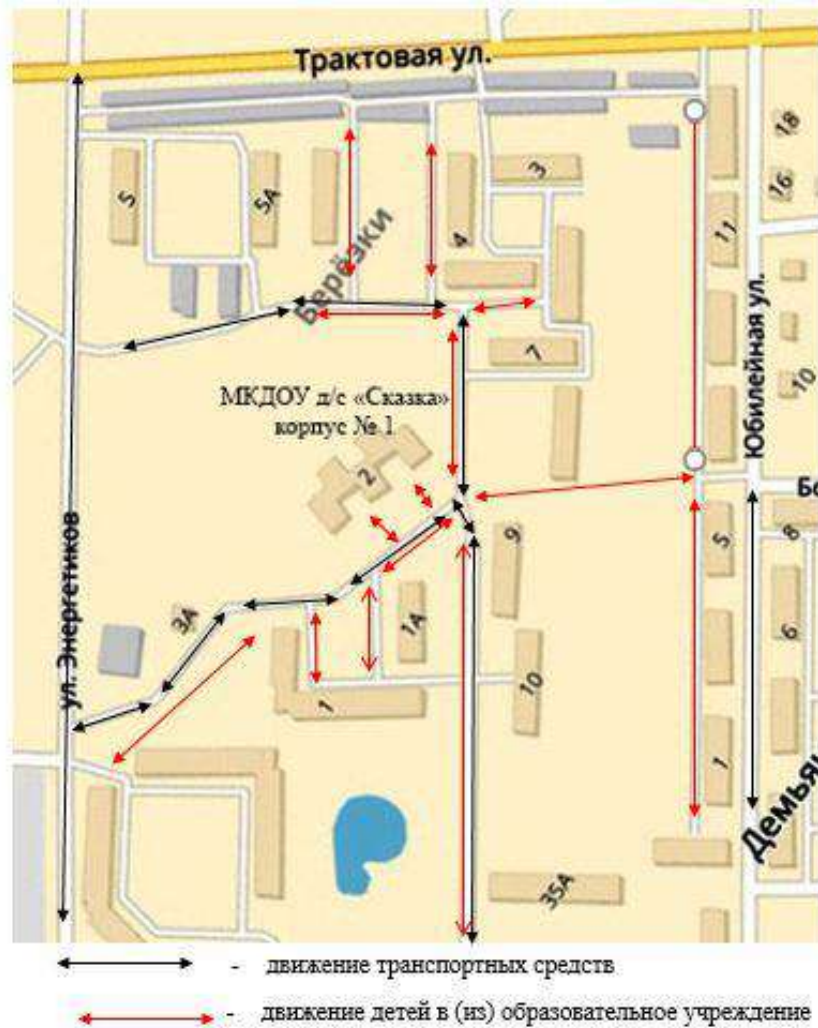 Трактовая ул.
18
3
16
5
5А
4
11
Берёзки
Юбилейная ул.
7
10
МКДОУ д/с «Сказка»
корпус № 1
2
Бо
9
5
8
3А
1А
6
ул. Энергетиков
10
1
1
Демьян
35А
- движение транспортных средств
- движение детей в (из) образовательное учреждение